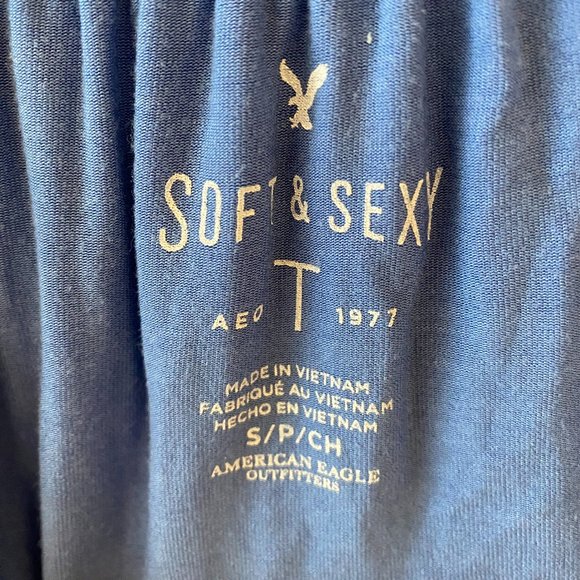 SOFT & SEXY
T
AEO 1977
MADE IN VIETNAM
FABRIQUÉ AU VIETNAM
HECHO EN VIETNAM
S/P/CH
AMERICAN EAGLE
OUTFITTERS